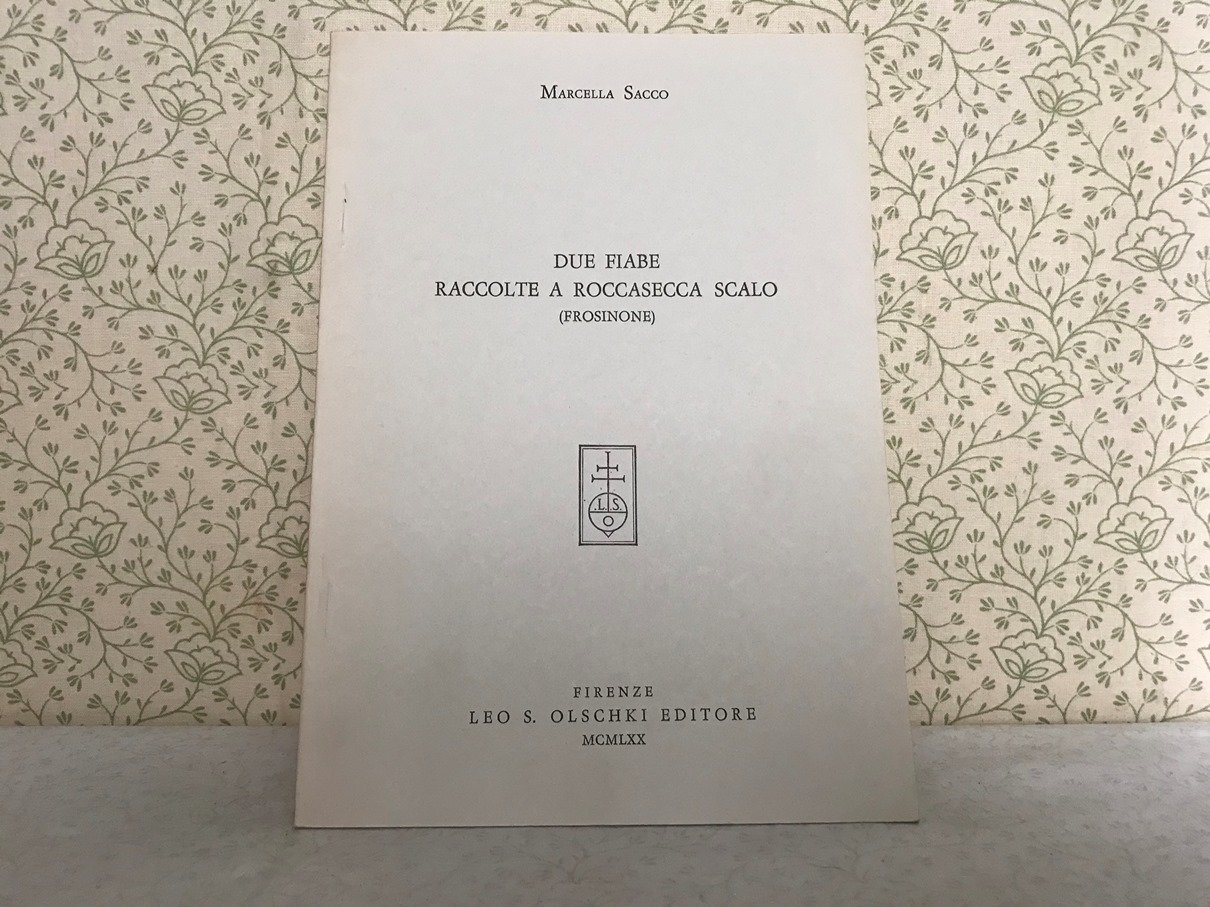 Marcella Sacco
DUE FIABE
RACCOLTE A ROCCASECCA SCALO
(FROSINONE)
.L.S.
O
FIRENZE
LEO S. OLSCHKI EDITORE
MCMLXX